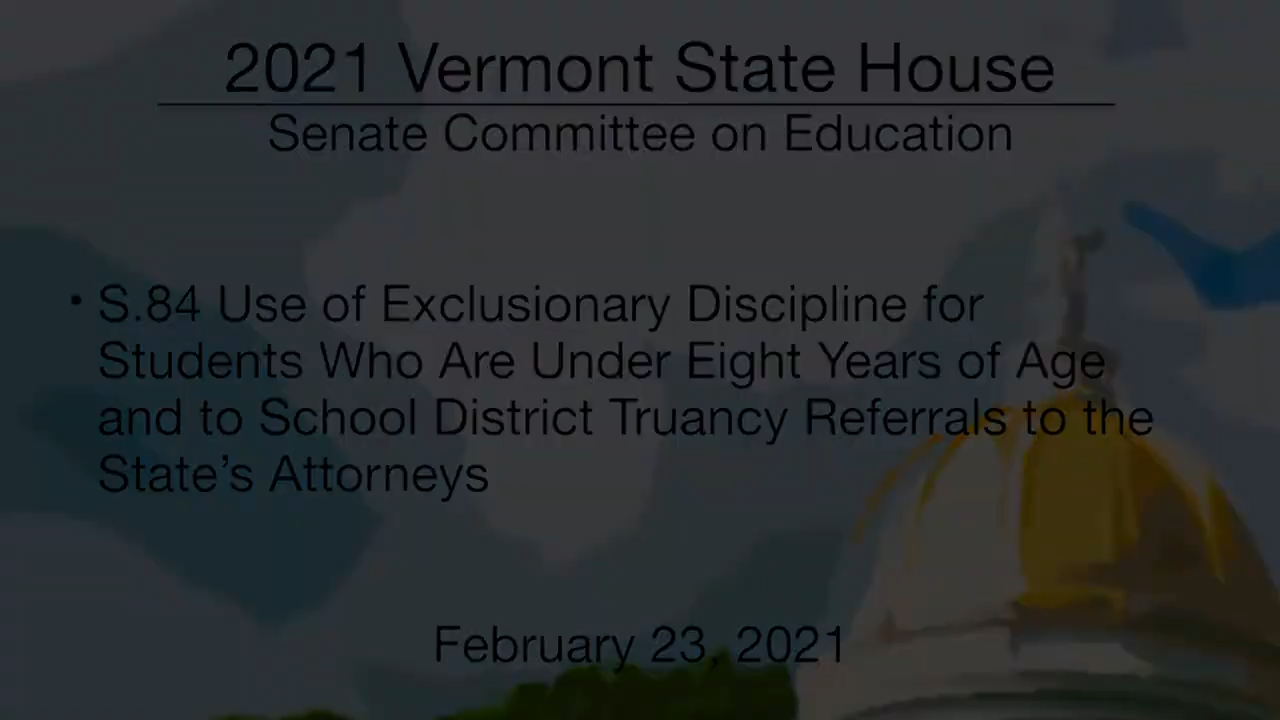 2021 Vermont State House
Senate Committee on Education
• S.84 Use of Exclusionary Discipline for
Students Who Are Under Eight Years of Age
and to School District Truancy Referrals to the
State’s Attorneys
February 23, 2021